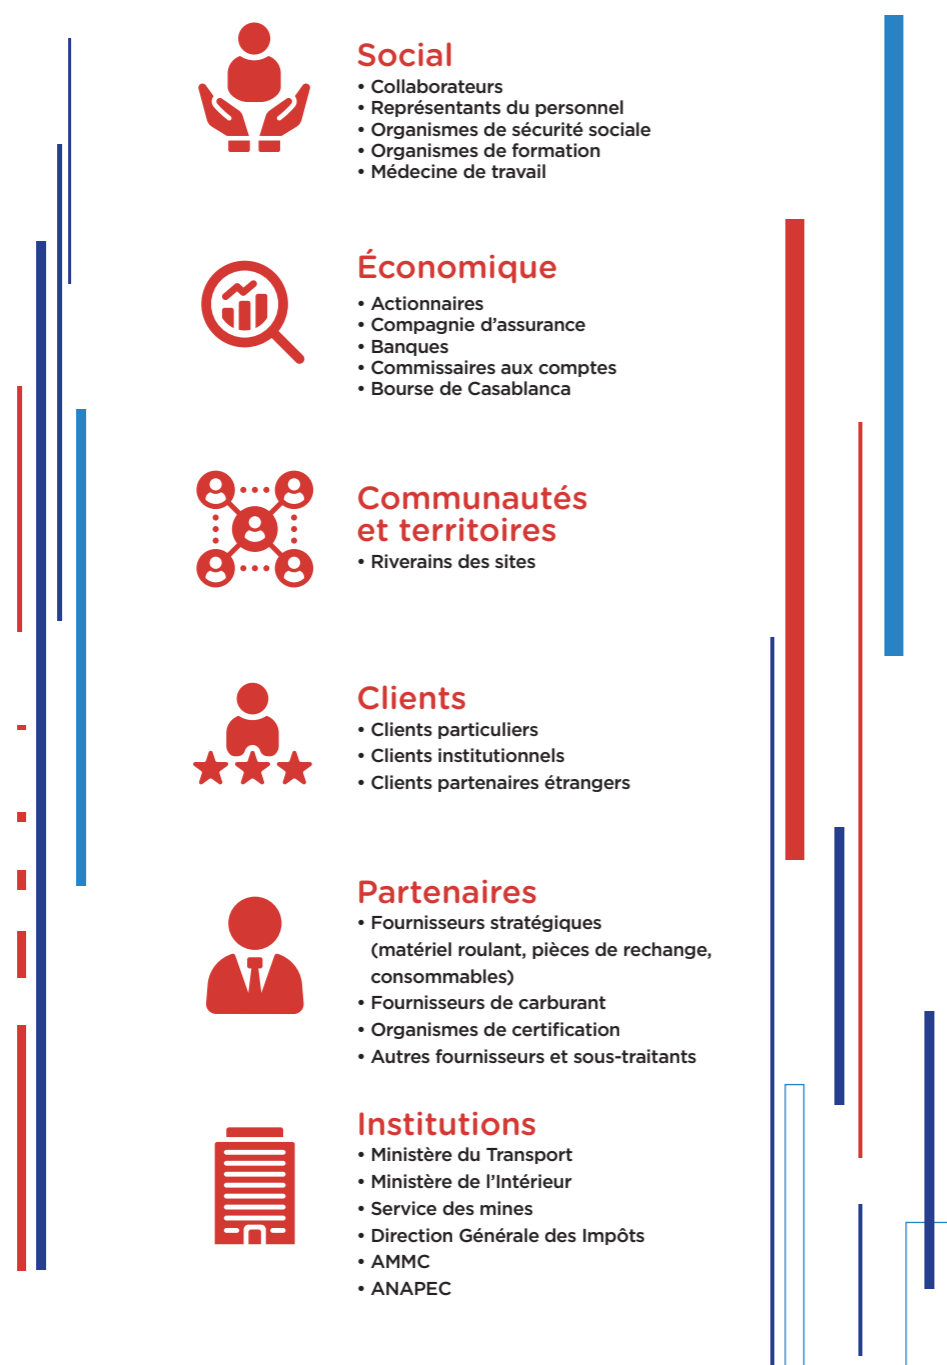 Social
• Collaborateurs
• Représentants du personnel
• Organismes de sécurité sociale
• Organismes de formation
• Médecine de travail
Économique
• Actionnaires
• Compagnie d’assurance
• Banques
• Commissaires aux comptes
• Bourse de Casablanca
Communautés
et territoires
• Riverains des sites
Clients
• Clients particuliers
• Clients institutionnels
• Clients partenaires étrangers
Partenaires
• Fournisseurs stratégiques
(matériel roulant, pièces de rechange,
consommables)
• Fournisseurs de carburant
• Organismes de certification
• Autres fournisseurs et sous-traitants
Institutions
• Ministère du Transport
• Ministère de l’Intérieur
• Service des mines
• Direction Générale des Impôts
• AMMC
• ANAPEC